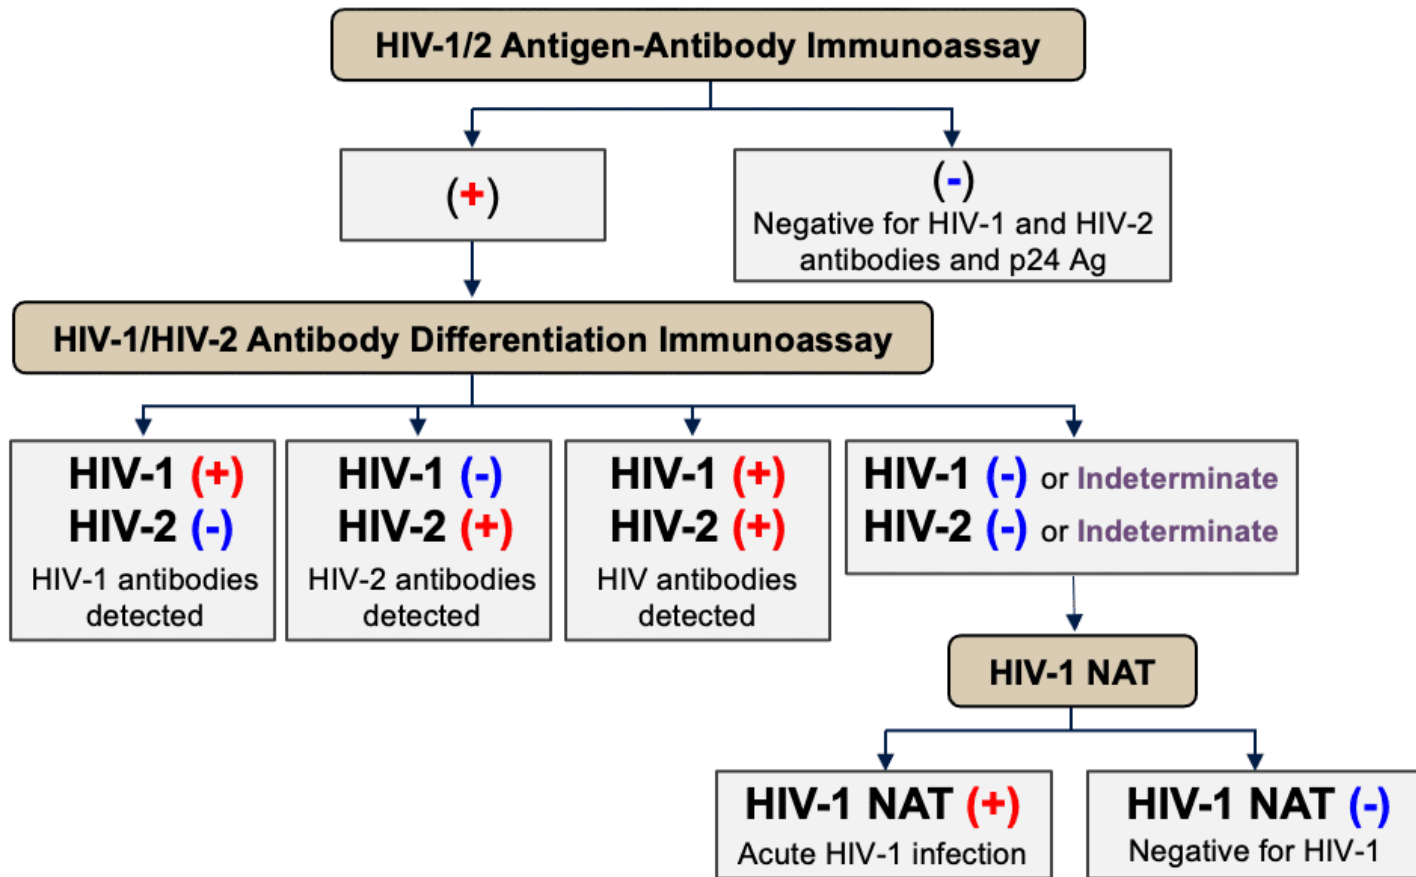 HIV-1/2 Antigen-Antibody Immunoassay
(+)
(-)
Negative for HIV-1 and HIV-2
antibodies and p24 Ag
HIV-1/HIV-2 Antibody Differentiation Immunoassay
HIV-1 (+)
HIV-2 (-)
HIV-1 antibodies
detected
HIV-1 (-)
HIV-2 (+)
HIV-2 antibodies
detected
HIV-1 (+)
HIV-2 (+)
HIV antibodies
detected
HIV-1 (-) or Indeterminate
HIV-2 (-) or Indeterminate
HIV-1 NAT
HIV-1 NAT (+)
Acute HIV-1 infection
HIV-1 NAT (-)
Negative for HIV-1